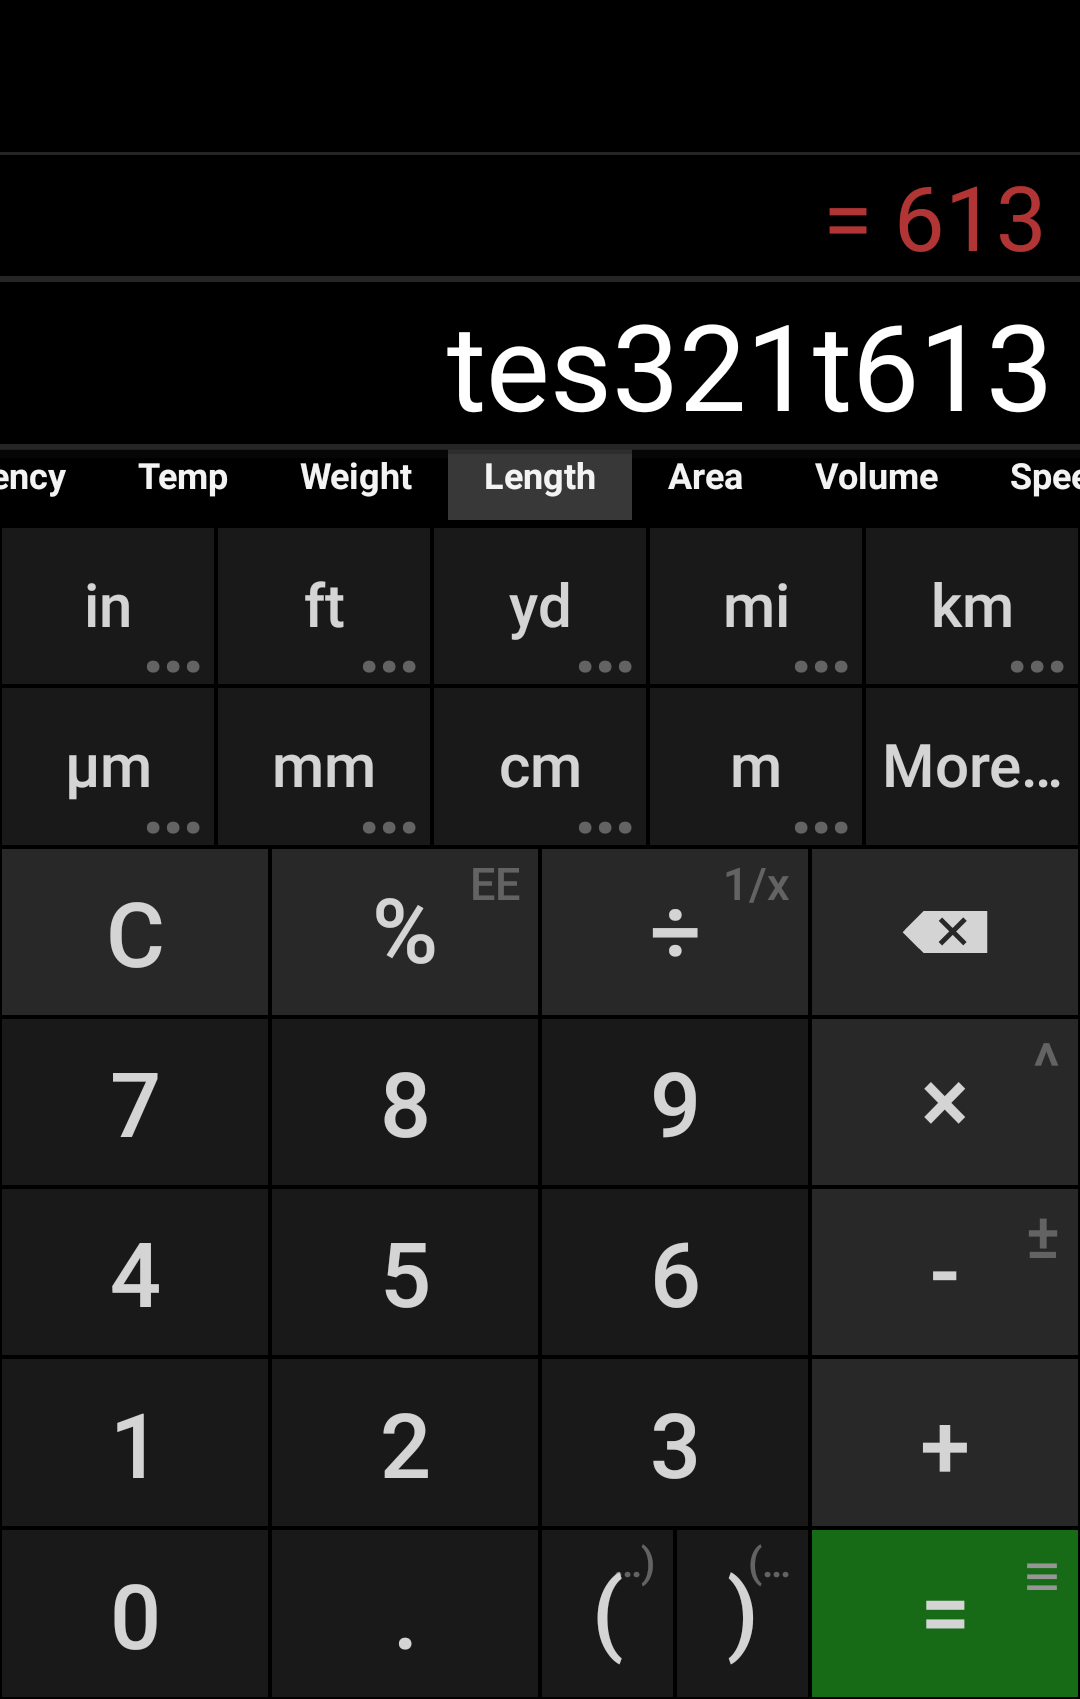 = 613
tes321t613
ency Temp Weight Length Area Volume Spee
in ft yd mi km
µm mm cm m More...
C % EE ÷ 1/x
7 8 9 × ^
4 5 6 - ±
1 2 3 +
0 . ( ..) ) (... = ≡